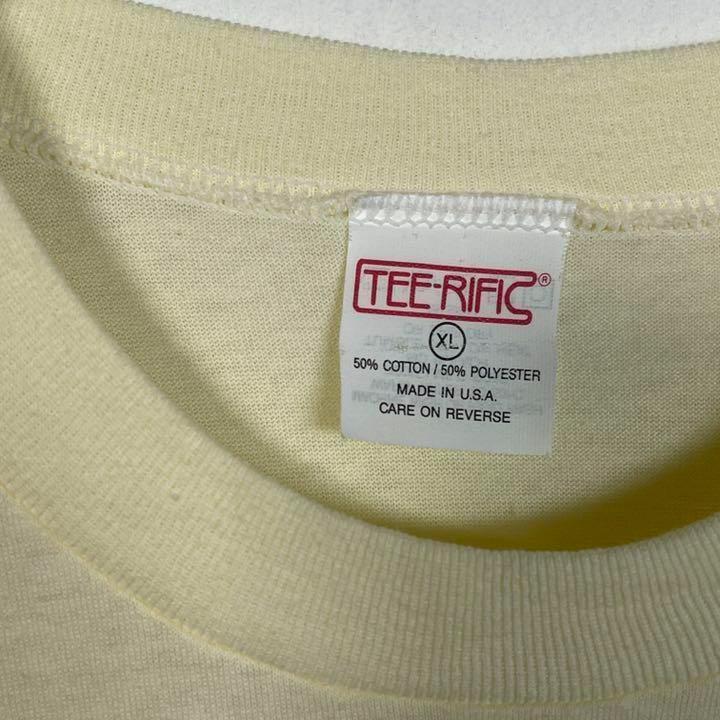 TEE-RIFIC®
XL
50% COTTON / 50% POLYESTER
MADE IN U.S.A.
CARE ON REVERSE